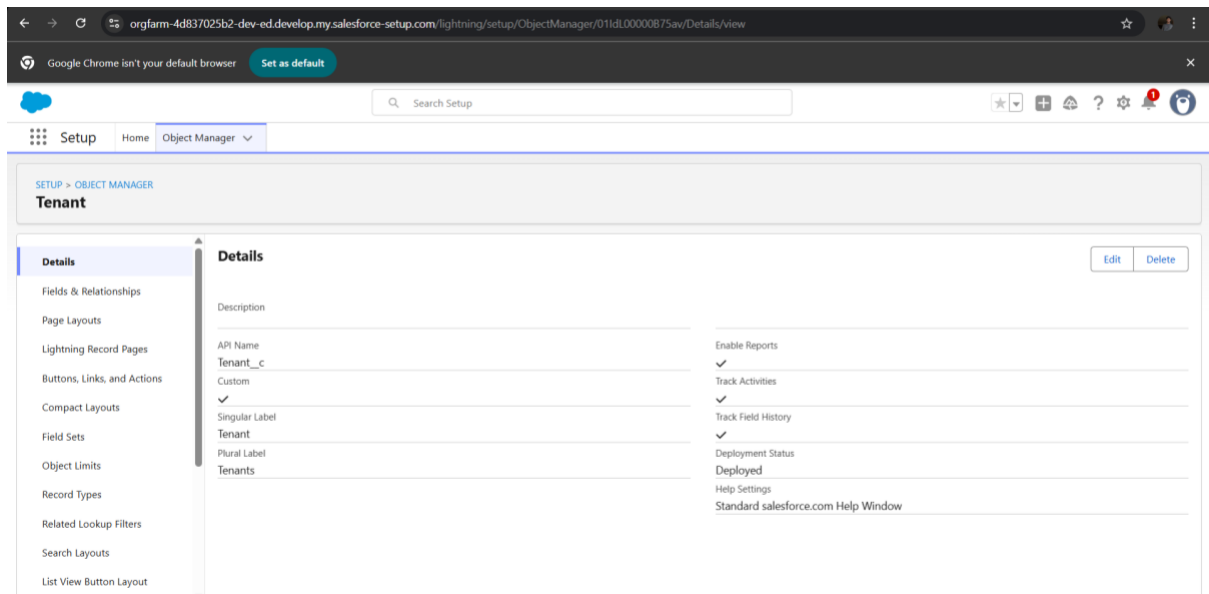 orgfarm-4d837025b2-dev-ed.develop.my.salesforce-setup.com/lightning/setup/ObjectManager/01IdL00000B75av/Details/view
Google Chrome isn't your default browser Set as default
Search Setup
1
Setup Home Object Manager
SETUP > OBJECT MANAGER
Tenant
Details
Fields & Relationships
Page Layouts
Lightning Record Pages
Buttons, Links, and Actions
Compact Layouts
Field Sets
Object Limits
Record Types
Related Lookup Filters
Search Layouts
List View Button Layout
Details
Edit Delete
Description
API Name
Tenant__c
Custom
Singular Label
Tenant
Plural Label
Tenants
Enable Reports
Track Activities
Track Field History
Deployment Status
Deployed
Help Settings
Standard salesforce.com Help Window